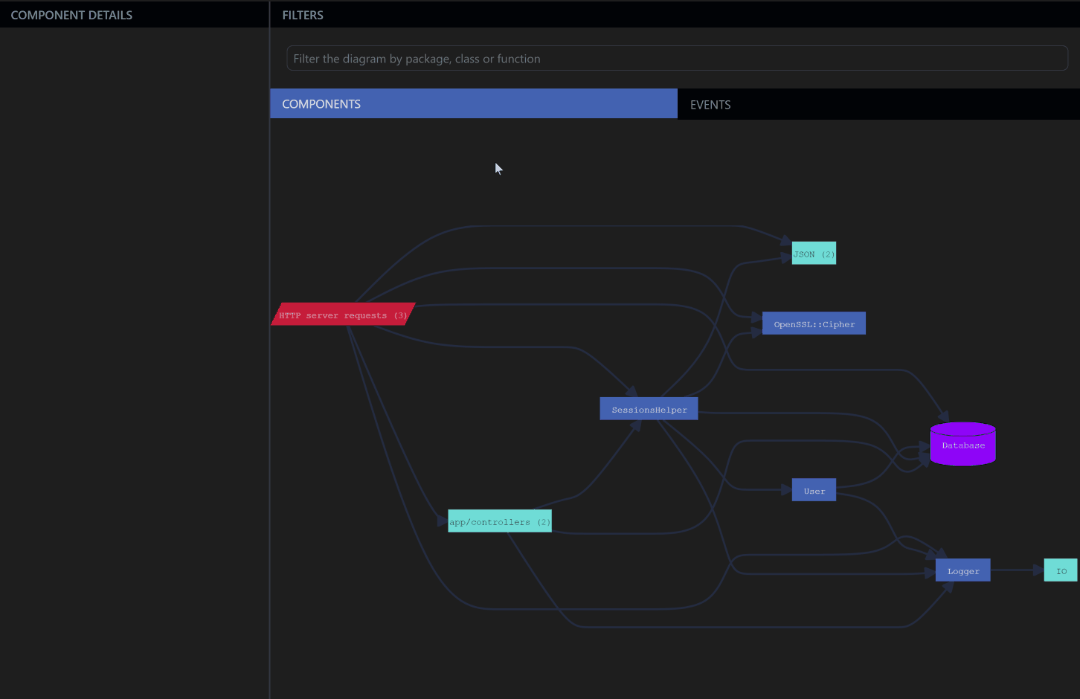 COMPONENT DETAILS
FILTERS
Filter the diagram by package, class or function
COMPONENTS
EVENTS
JSON (2)
HTTP server requests (3)
OpenSSL::Cipher
SessionsHelper
Database
User
app/controllers (2)
Logger
IO